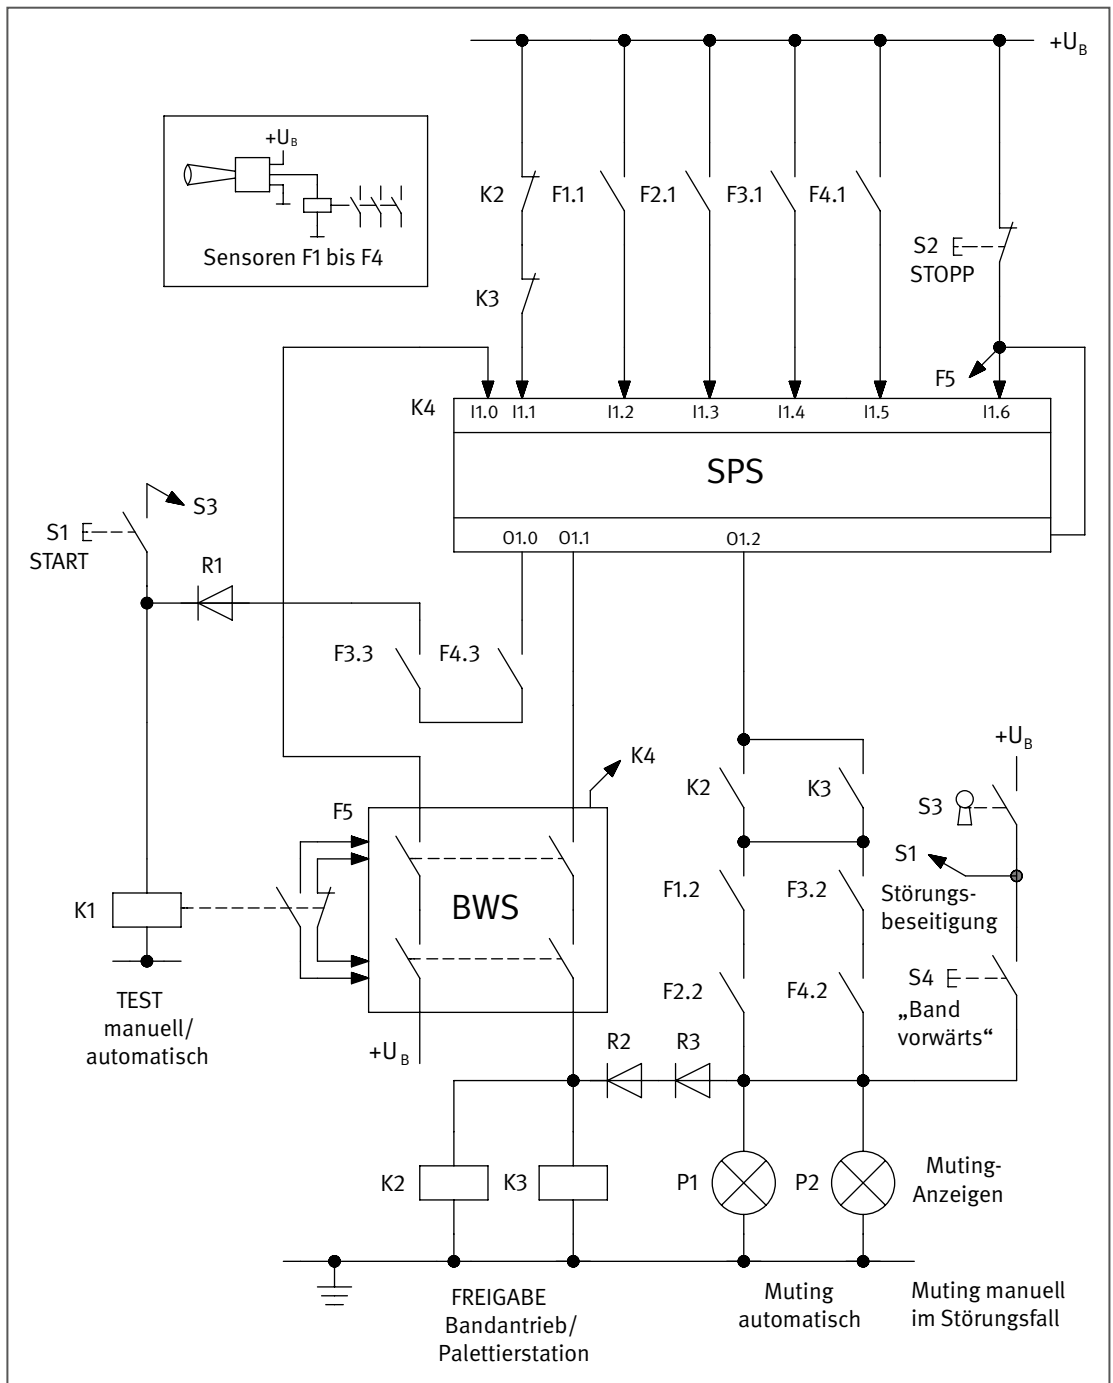 +UB
+UB
Sensoren F1 bis F4
K2
F1.1
F2.1
F3.1
F4.1
S2
STOPP
K3
F5
K4
I1.0
I1.1
I1.2
I1.3
I1.4
I1.5
I1.6
SPS
O1.0
O1.1
O1.2
S3
S1
START
R1
F3.3
F4.3
K4
+UB
K2
K3
S3
F5
S1
Störungs-
beseitigung
BWS
F1.2
F3.2
K1
F2.2
F4.2
S4
„Band
vorwärts“
TEST
manuell/
automatisch
+UB
R2
R3
K2
K3
P1
P2
Muting-
Anzeigen
FREIGABE
Bandantrieb/
Palettierstation
Muting
automatisch
Muting manuell
im Störungsfall